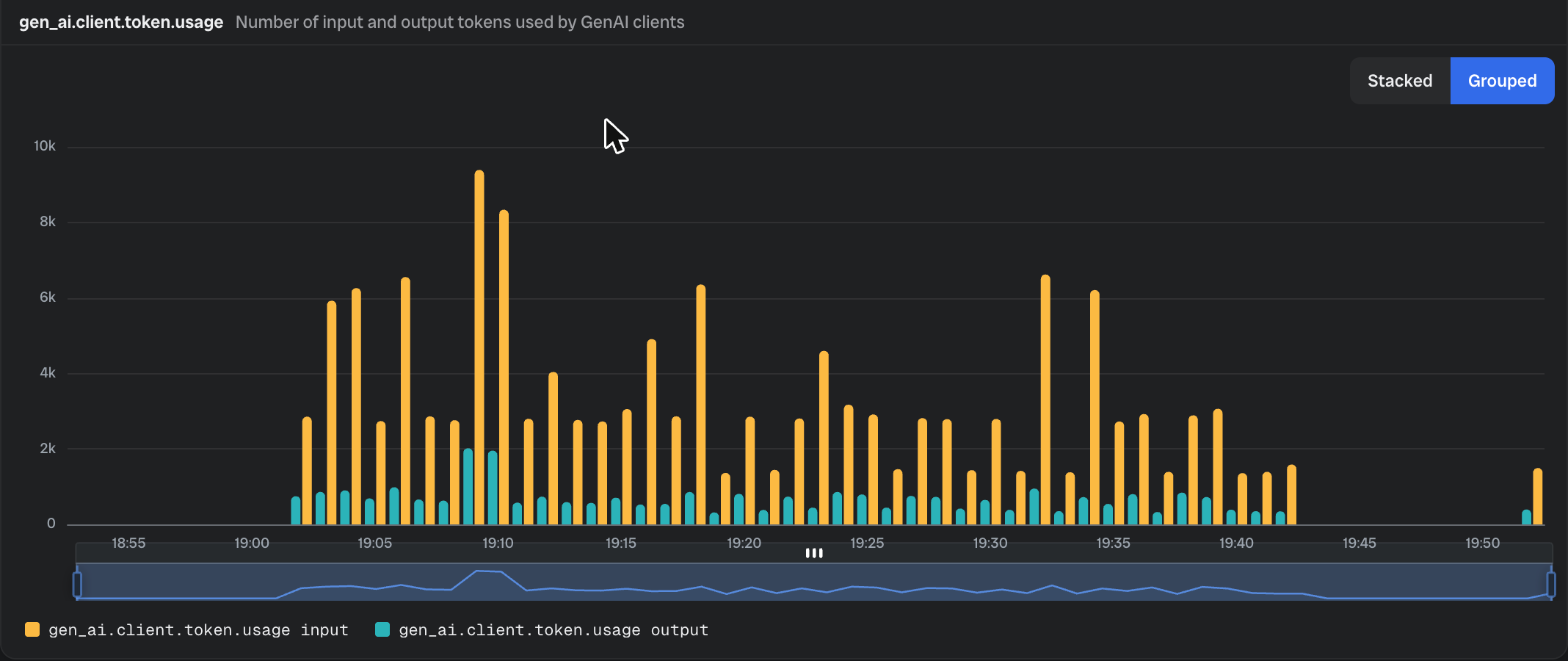 gen_ai.client.token.usage Number of input and output tokens used by GenAI clients
Stacked Grouped
10k
8k
6k
4k
2k
0
18:55 19:00 19:05 19:10 19:15 19:20 19:25 19:30 19:35 19:40 19:45 19:50
gen_ai.client.token.usage input gen_ai.client.token.usage output